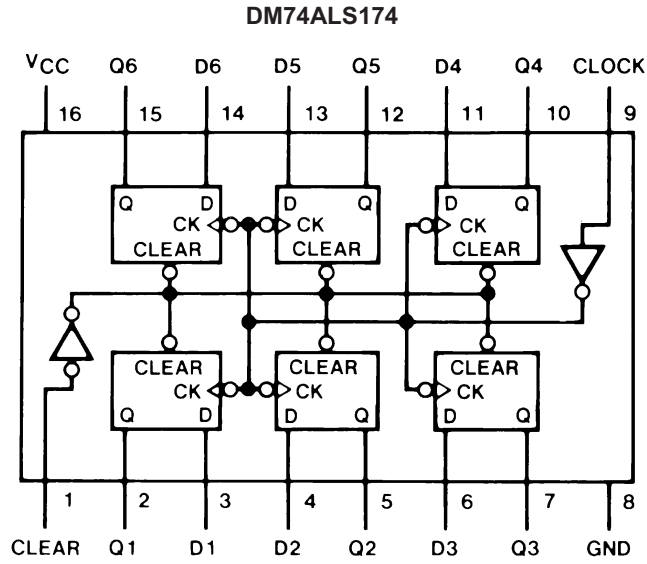 DM74ALS174
VCC Q6 D6 D5 Q5 D4 Q4 CLOCK
16 15 14 13 12 11 10 9
Q D D Q D Q
CK CK CK
CLEAR CLEAR CLEAR
CLEAR CLEAR CLEAR
CK CK CK
Q D D Q D Q
1 2 3 4 5 6 7 8
CLEAR Q1 D1 D2 Q2 D3 Q3 GND